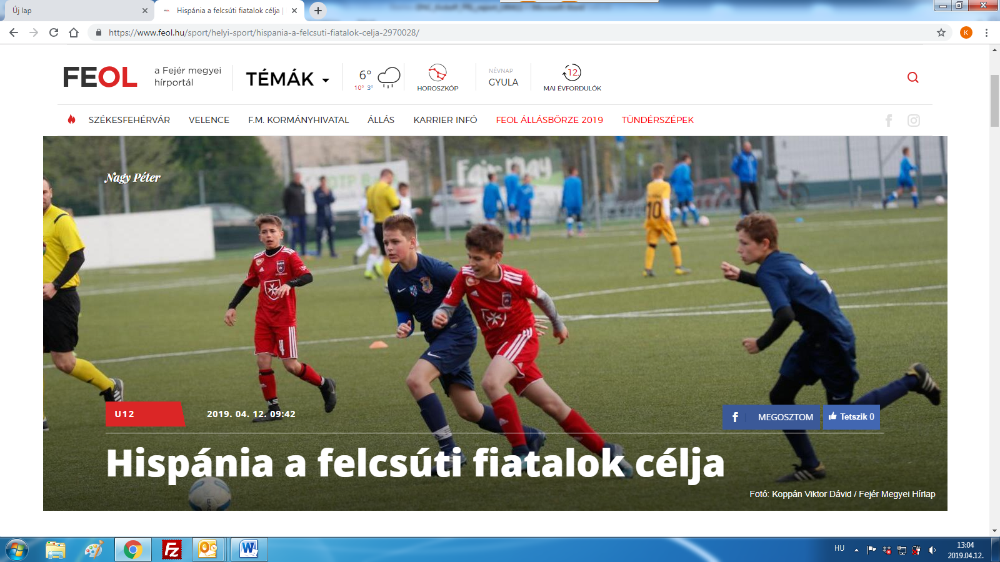 Új lap
Hispánia a felcsúti fiatalok célja |
https://www.feol.hu/sport/helyi-sport/hispania-a-felcsuti-fiatalok-celja-2970028/
K
FEOL
a Fejér megyei
hírportál
TÉMÁK
6°
10° 3°
HOROSZKÓP
NÉVNAP
GYULA
12.
MAI ÉVFORDULÓK
SZÉKESFEHÉRVÁR VELENCE F.M. KORMÁNYHIVATAL ÁLLÁS KARRIER INFÓ FEOL ÁLLÁSBÖRZE 2019 TÜNDÉRSZÉPEK
Nagy Péter
Fair Play
OTP
10
4
U12
2019. 04. 12. 09:42
MEGOSZTOM
Tetszik 0
Hispánia a felcsúti fiatalok célja
Fotó: Koppán Viktor Dávid / Fejér Megyei Hírlap
HU
13:04
2019.04.12.